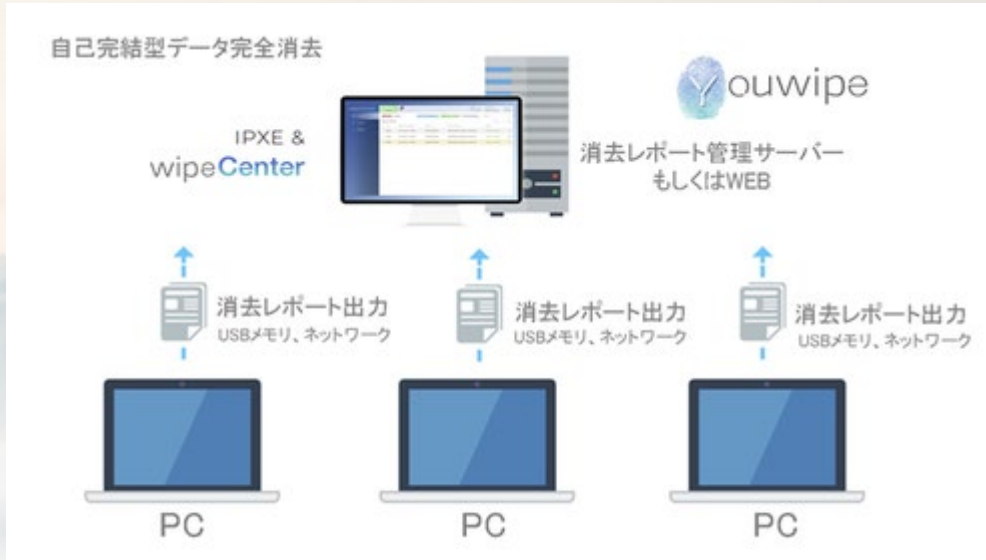 自己完結型データ完全消去
IPXE &
wipeCenter
Youwipe
消去レポート管理サーバー
もしくはWEB
消去レポート出力
USBメモリ、ネットワーク
消去レポート出力
USBメモリ、ネットワーク
消去レポート出力
USBメモリ、ネットワーク
PC
PC
PC